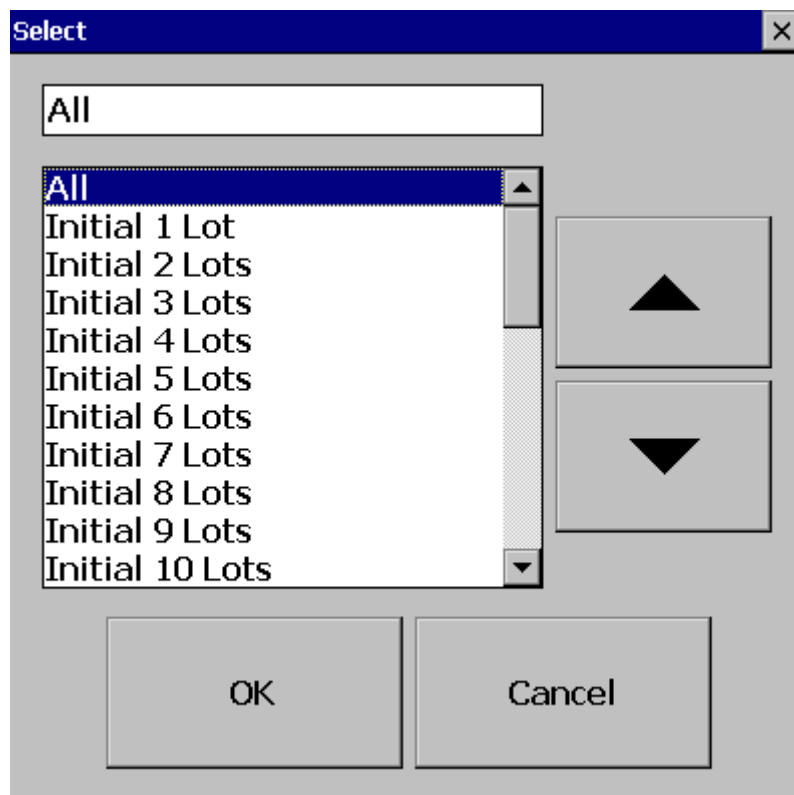 Select
All
All
Initial 1 Lot
Initial 2 Lots
Initial 3 Lots
Initial 4 Lots
Initial 5 Lots
Initial 6 Lots
Initial 7 Lots
Initial 8 Lots
Initial 9 Lots
Initial 10 Lots
OK Cancel